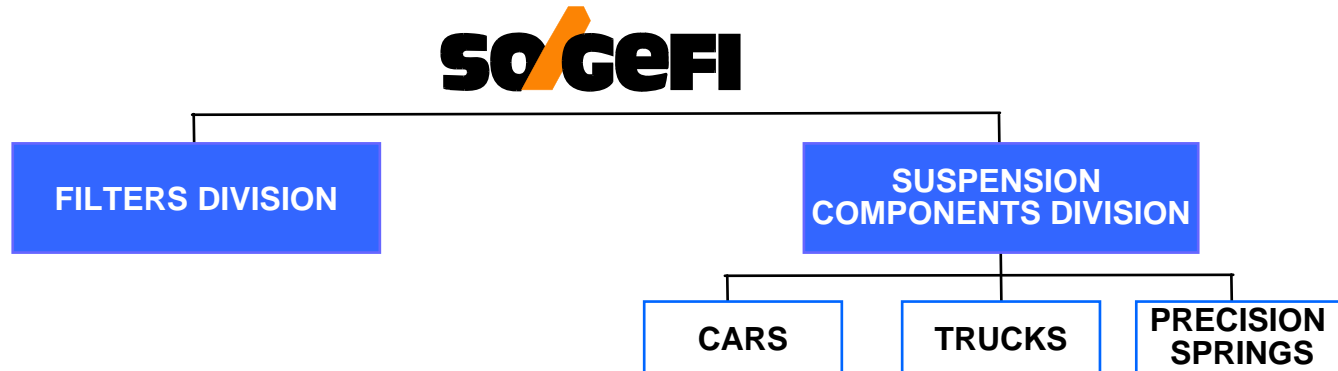 SOGEFI
FILTERS DIVISION
SUSPENSION
COMPONENTS DIVISION
CARS
TRUCKS
PRECISION
SPRINGS